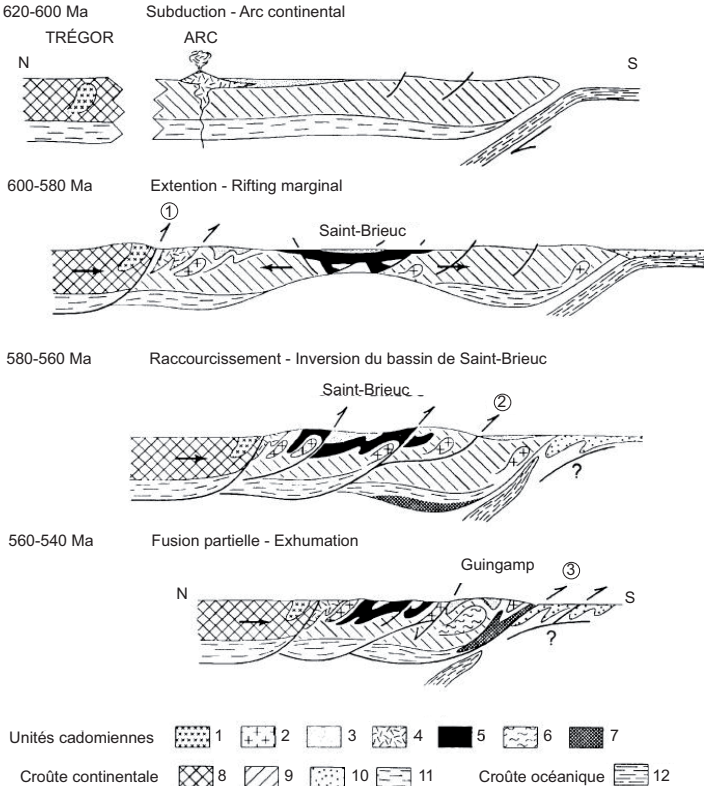 620-600 Ma Subduction - Arc continental
TRÉGOR ARC
N S
600-580 Ma Extention - Rifting marginal
1
Saint-Brieuc
580-560 Ma Raccourcissement - Inversion du bassin de Saint-Brieuc
Saint-Brieuc
2
?
560-540 Ma Fusion partielle - Exhumation
Guingamp
3
N S
?
Unités cadomiennes 1 2 3 4 5 6 7
Croûte continentale 8 9 10 11 Croûte océanique 12